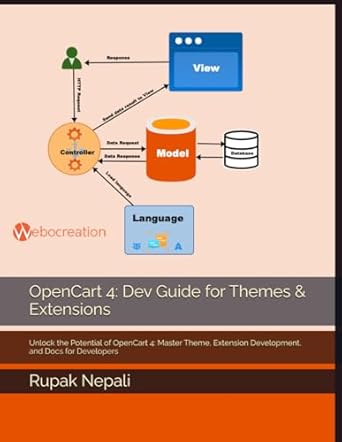 Response
View
HTTP Request
Send data result to View
Controller
Data Request
Data Response
Model
Database
Load language
Language
Webocreation
OpenCart 4: Dev Guide for Themes &
Extensions
Unlock the Potential of OpenCart 4: Master Theme, Extension Development,
and Docs for Developers
Rupak Nepali